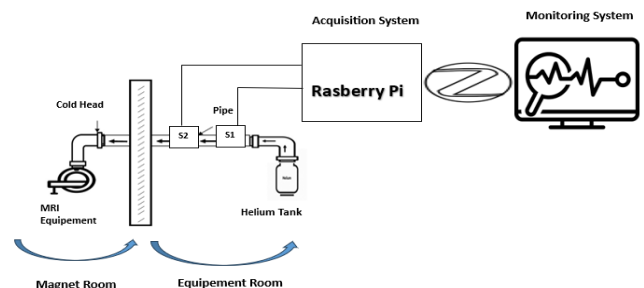 Acquisition System
Monitoring System
Rasberry Pi
Cold Head
Pipe
S2
S1
MRI
Equipement
Helium Tank
Magnet Room
Equipement Room